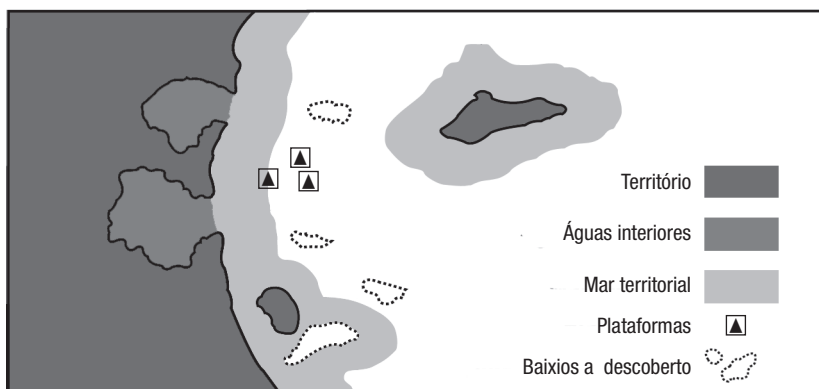 Território
Águas interiores
Mar territorial
Plataformas
Baixios a descoberto